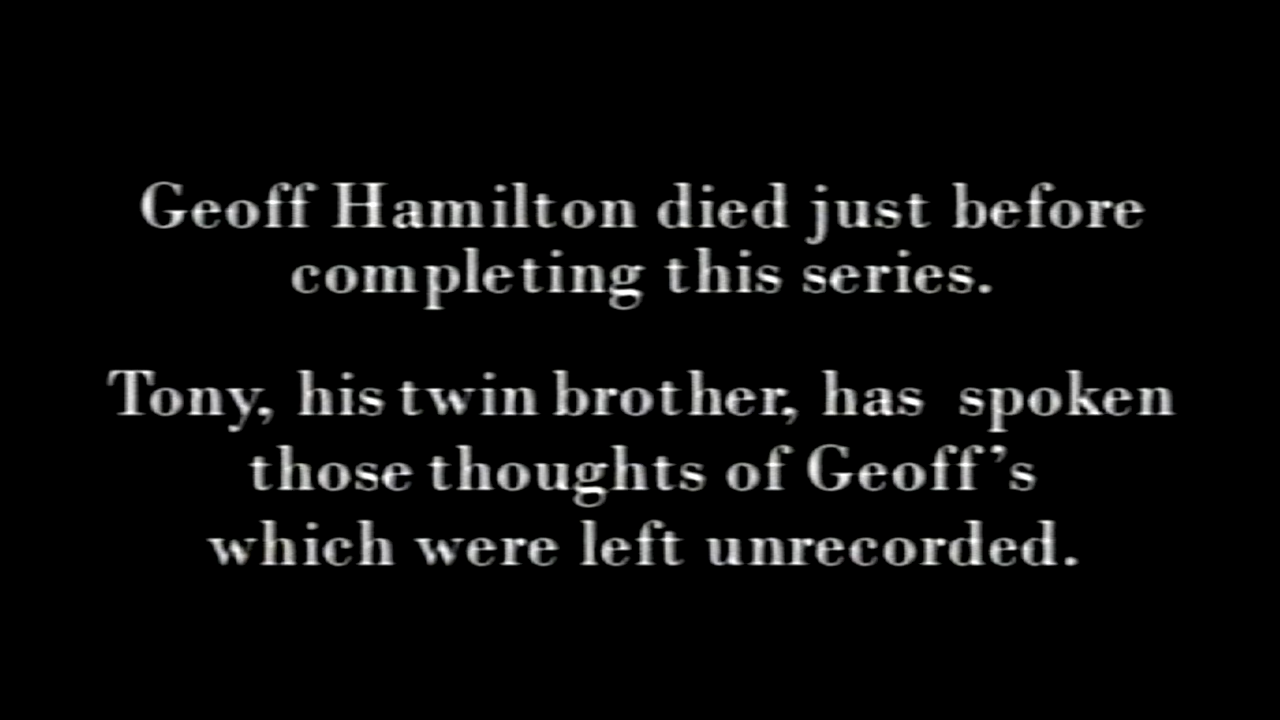 Geoff Hamilton died just before
completing this series.
Tony, his twin brother, has spoken
those thoughts of Geoff's
which were left unrecorded.